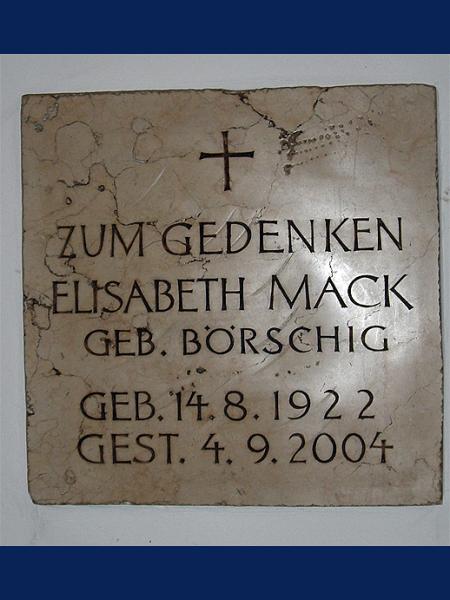 ZUM GEDENKEN
ELISABETH MACK
GEB. BÖRSCHIG
GEB. 14. 8. 1922
GEST. 4. 9. 2004